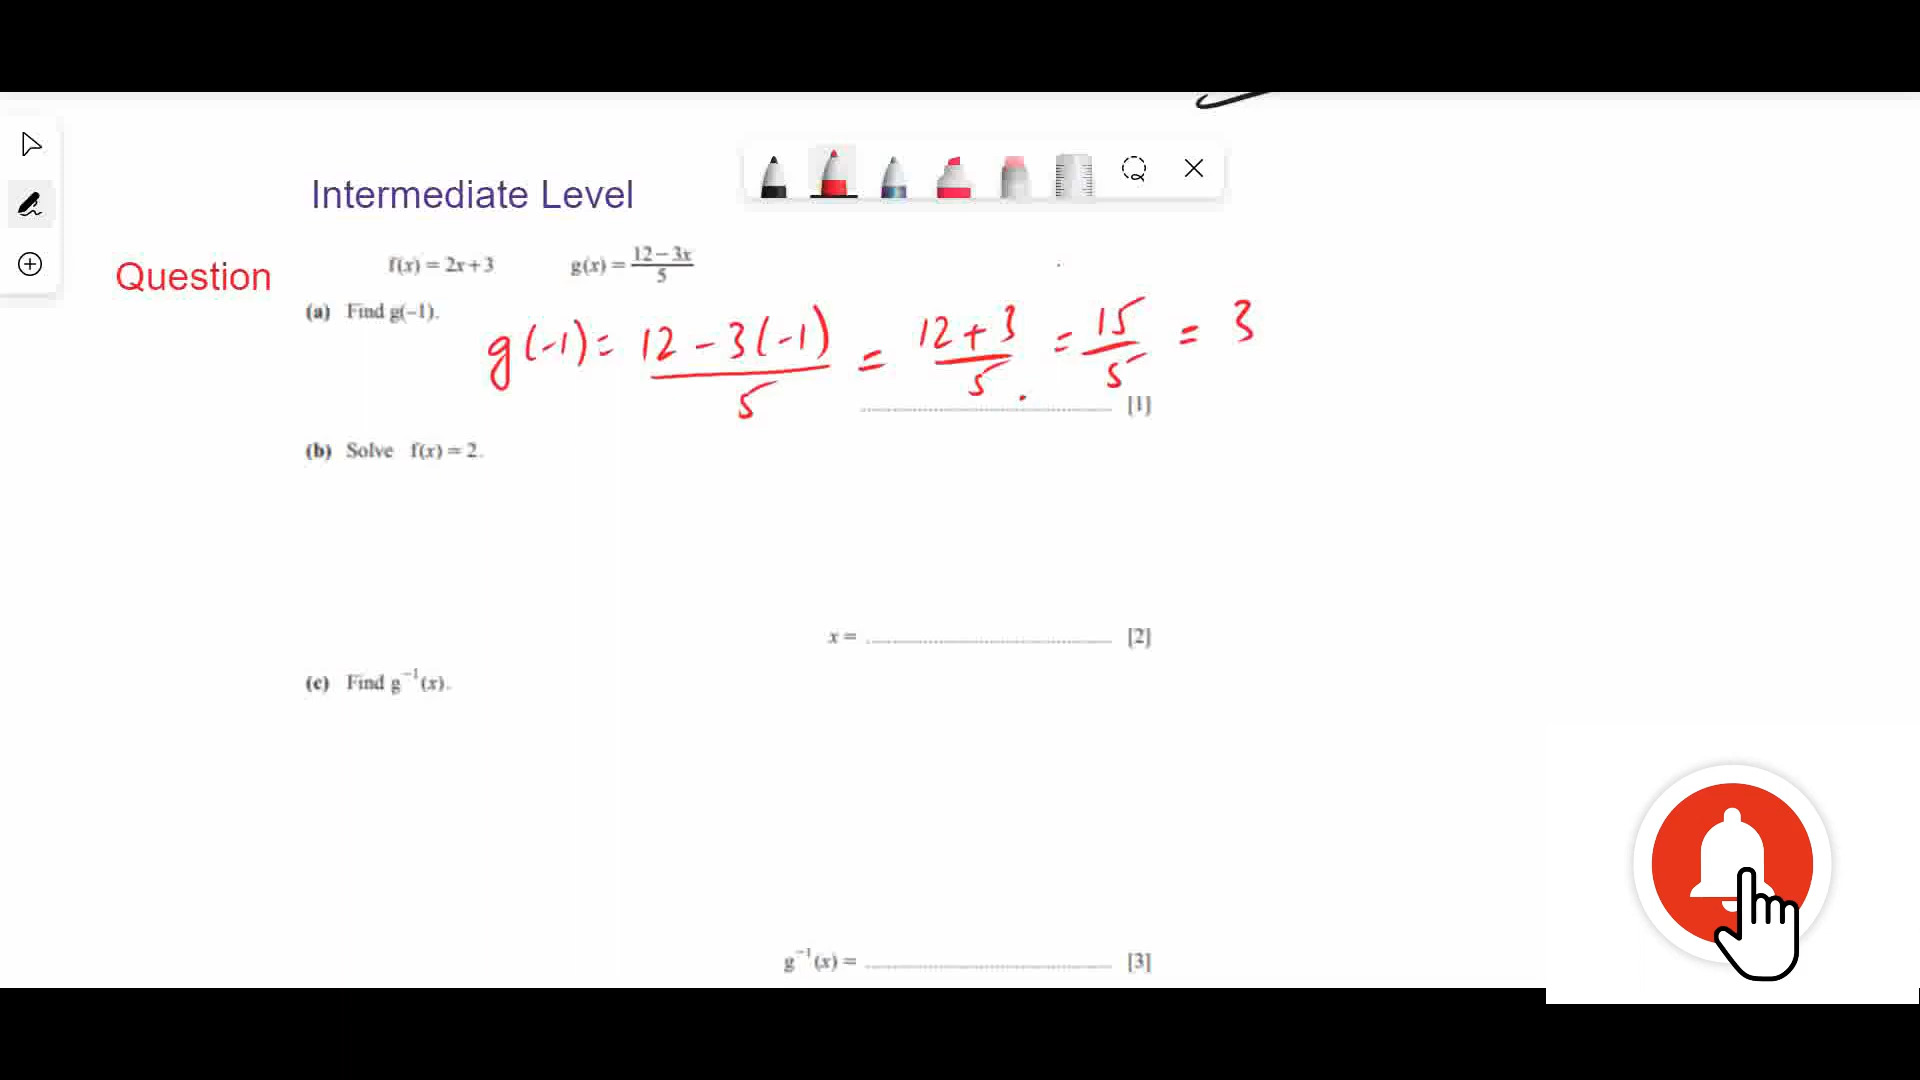 Intermediate Level
Question
f(x) = 2x + 3 g(x) = (12 − 3x)/5
(a) Find g(−1).
g(-1) = (12 - 3(-1))/5 = (12 + 3)/5 = 15/5 = 3
[1]
(b) Solve f(x) = 2.
x = [2]
(c) Find g⁻¹(x).
g⁻¹(x) = [3]